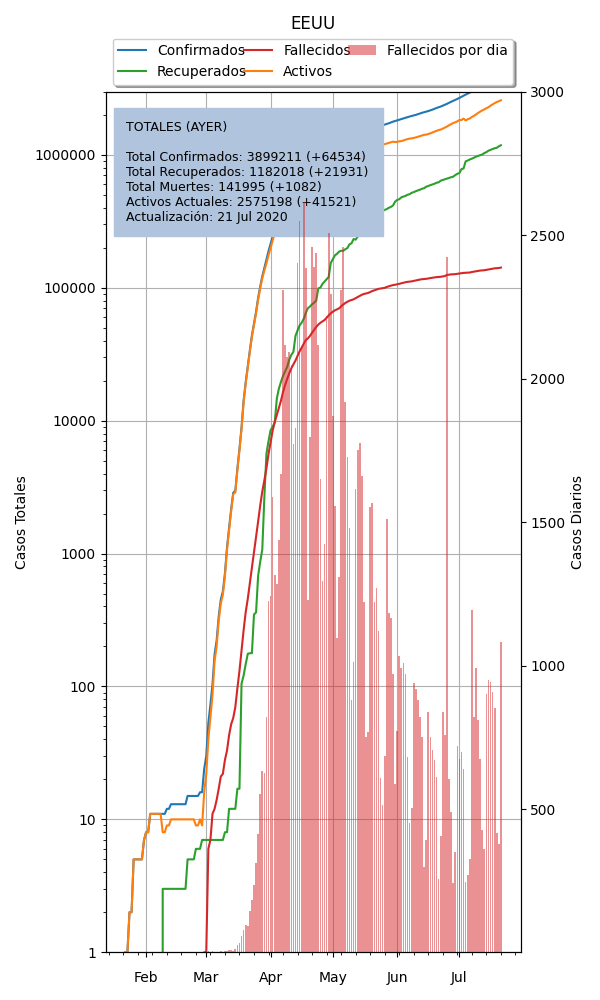 EEUU
Confirmados
Recuperados
Fallecidos
Activos
Fallecidos por dia
TOTALES (AYER)
Total Confirmados: 3899211 (+64534)
Total Recuperados: 1182018 (+21931)
Total Muertes: 141995 (+1082)
Activos Actuales: 2575198 (+41521)
Actualización: 21 Jul 2020
Casos Totales
1000000
100000
10000
1000
100
10
1
3000
2500
2000
1500
1000
500
Casos Diarios
Feb Mar Apr May Jun Jul